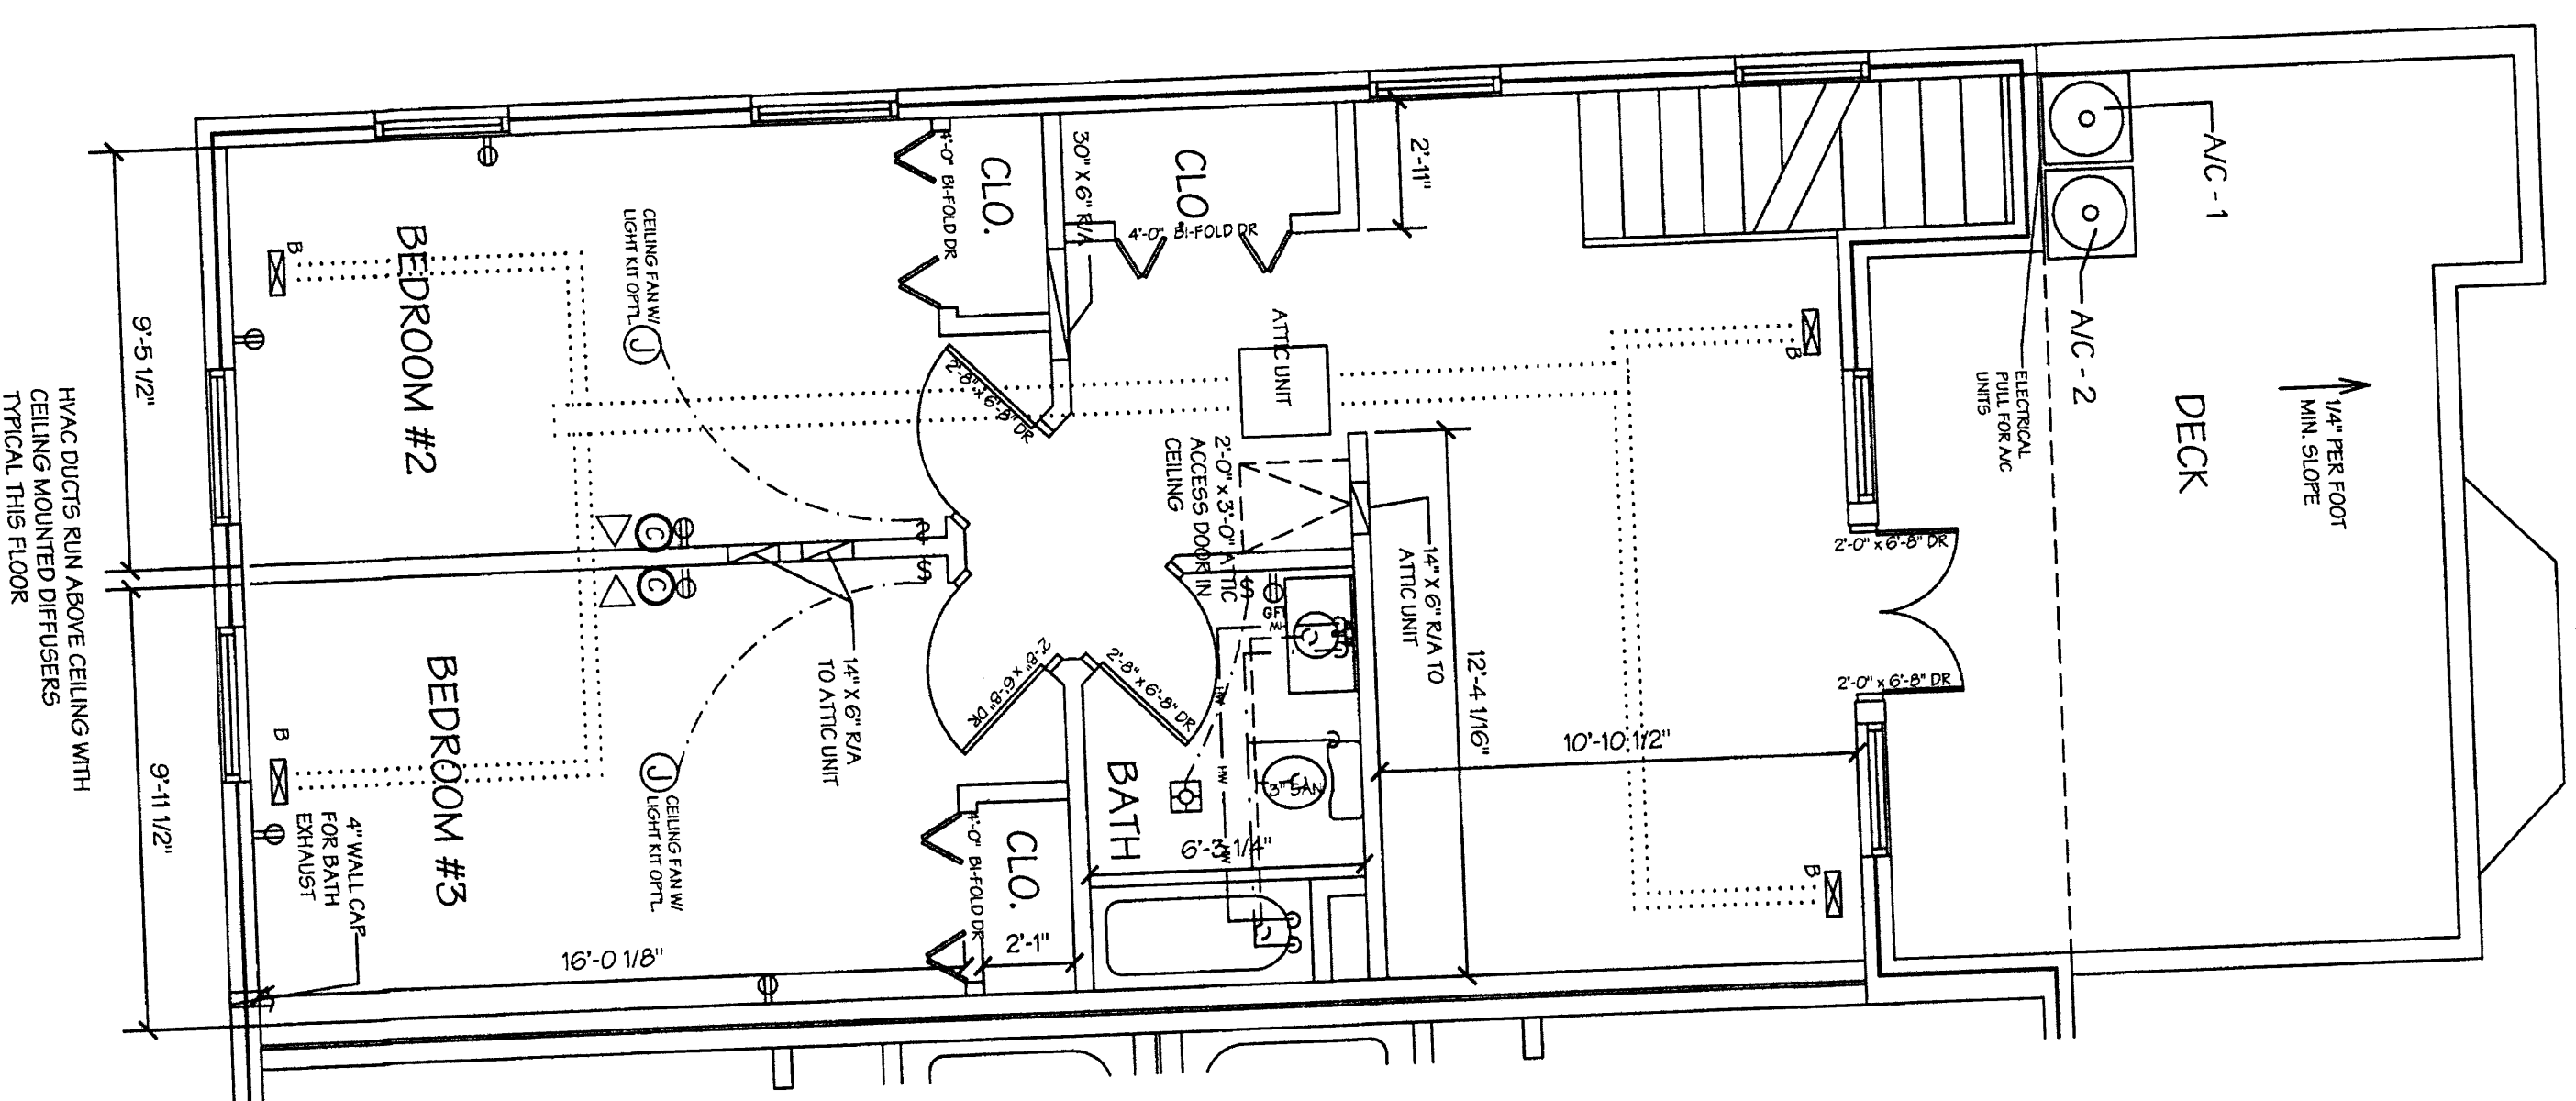 A/C - 1
A/C - 2
ELECTRICAL
PULL FOR A/C
UNITS
DECK
1/4" PER FOOT
MIN. SLOPE
2'-0" x 6'-8" DR
2'-0" x 6'-8" DR
B
B
10'-10 1/2"
12'-4 1/16"
14" X 6" R/A TO
ATTIC UNIT
2'-11"
CLO.
4'-0" BI-FOLD DR
30" X 6" R/A
ATTIC UNIT
2'-0" x 3'-0" ATTIC
ACCESS DOOR IN
CEILING
GFI
HW
HW
HW
3" SAN
BATH
6'-3 1/4"
2'-8" x 6'-8" DR
2'-8" x 6'-8" DR
2'-8" x 6'-8" DR
CLO.
4'-0" BI-FOLD DR
CLO.
4'-0" BI-FOLD DR
2'-1"
16'-0 1/8"
14" X 6" R/A
TO ATTIC UNIT
CEILING FAN W/
LIGHT KIT OPT'L.
J
CEILING FAN W/
LIGHT KIT OPT'L.
J
C
C
S
S
S
BEDROOM #2
BEDROOM #3
B
B
4" WALL CAP
FOR BATH
EXHAUST
9'-5 1/2"
9'-11 1/2"
HVAC DUCTS RUN ABOVE CEILING WITH
CEILING MOUNTED DIFFUSERS
TYPICAL THIS FLOOR